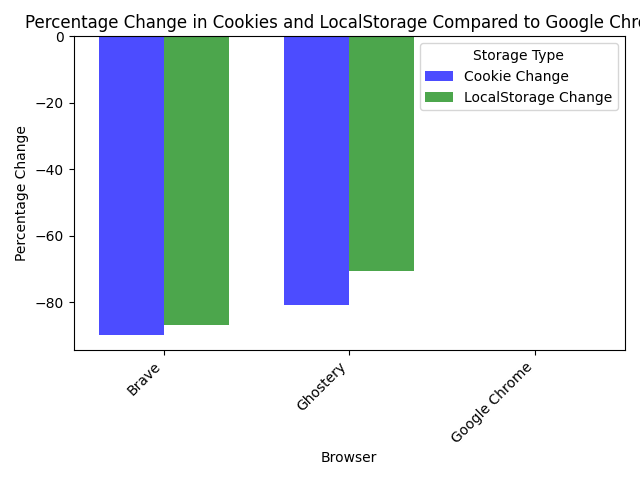 Percentage Change in Cookies and LocalStorage Compared to Google Chro
0
Storage Type
Cookie Change
LocalStorage Change
−20
−40
−60
−80
Percentage Change
Brave
Ghostery
Google Chrome
Browser